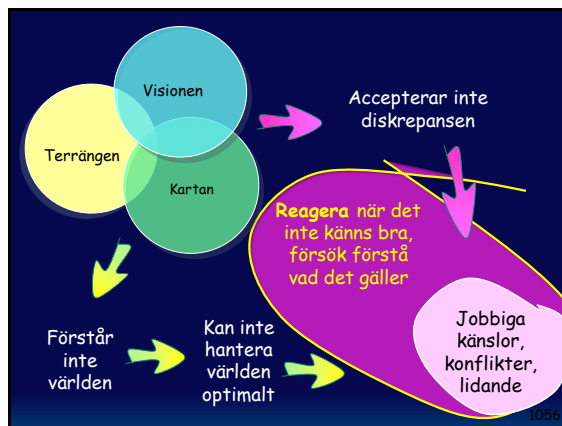 Visionen
Terrängen
Kartan
Accepterar inte
diskrepansen
Reagera när det
inte känns bra,
försök förstå
vad det gäller
Förstår
inte
världen
Kan inte
hantera
världen
optimalt
Jobbiga
känslor,
konflikter,
lidande
1056